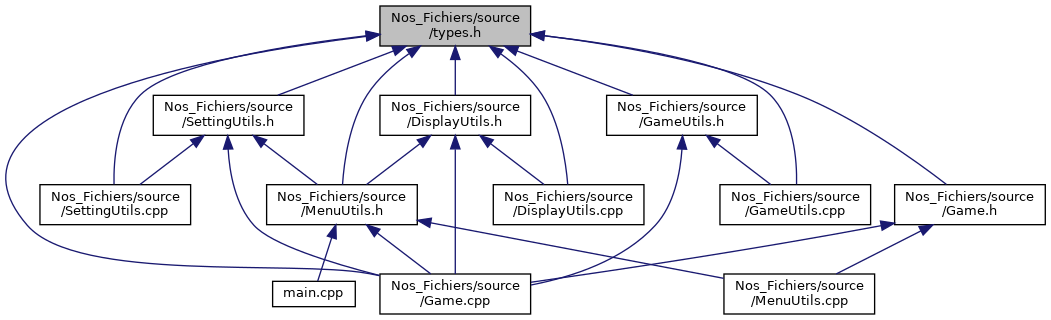 Nos_Fichiers/source
/types.h
Nos_Fichiers/source
/SettingUtils.h
Nos_Fichiers/source
/DisplayUtils.h
Nos_Fichiers/source
/GameUtils.h
Nos_Fichiers/source
/SettingUtils.cpp
Nos_Fichiers/source
/MenuUtils.h
Nos_Fichiers/source
/DisplayUtils.cpp
Nos_Fichiers/source
/GameUtils.cpp
Nos_Fichiers/source
/Game.h
main.cpp
Nos_Fichiers/source
/Game.cpp
Nos_Fichiers/source
/MenuUtils.cpp